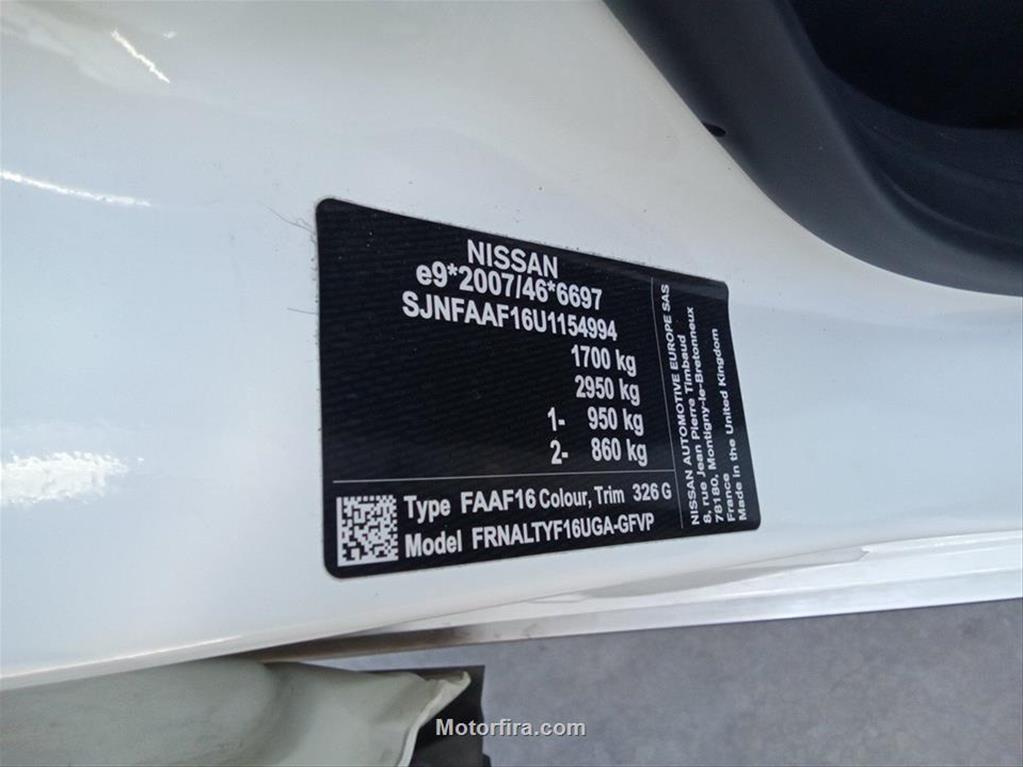 NISSAN
e9*2007/46*6697
SJNFAAF16U1154994
1700 kg
2950 kg
1- 950 kg
2- 860 kg
Type FAAF16 Colour, Trim 326 G
Model FRNALTYF16UGA-GFVP
NISSAN AUTOMOTIVE EUROPE SAS
8, rue Jean Pierre Timbaud
78180, Montigny-le-Bretonneux
France
Made in the United Kingdom
Motorfira.com